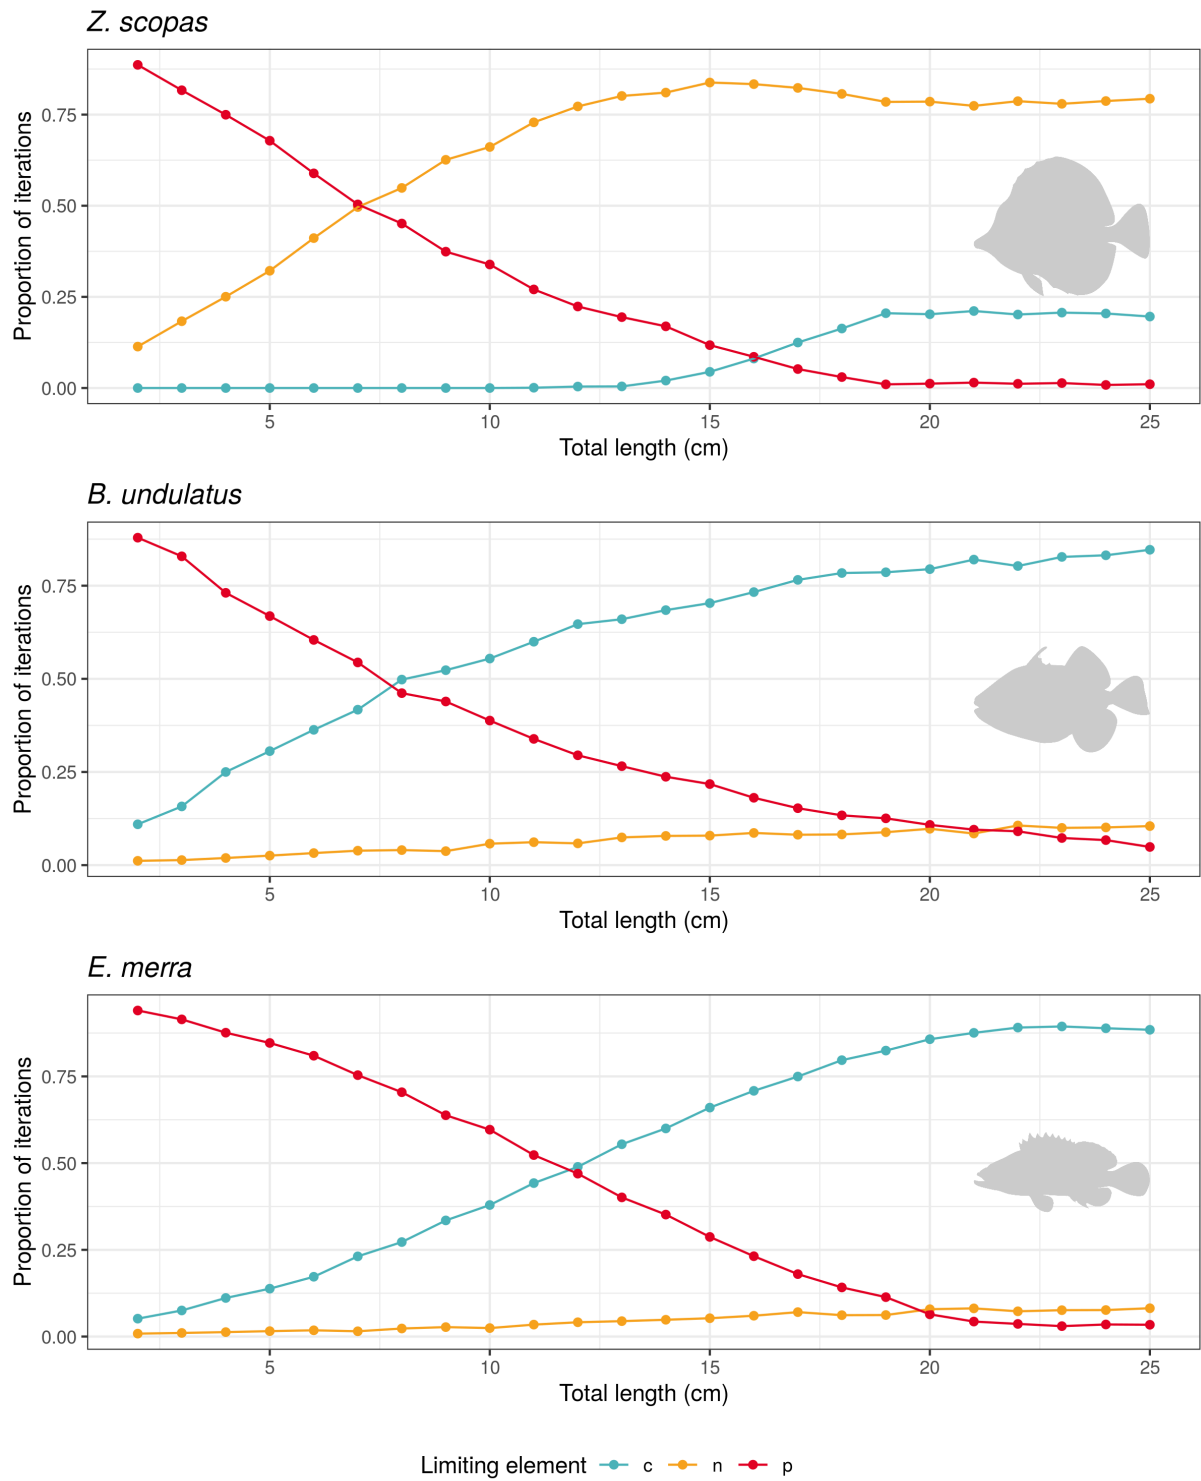 Z. scopas
Proportion of iterations
0.75
0.50
0.25
0.00
5 10 15 20 25
Total length (cm)
B. undulatus
Proportion of iterations
0.75
0.50
0.25
0.00
5 10 15 20 25
Total length (cm)
E. merra
Proportion of iterations
0.75
0.50
0.25
0.00
5 10 15 20 25
Total length (cm)
Limiting element c n p